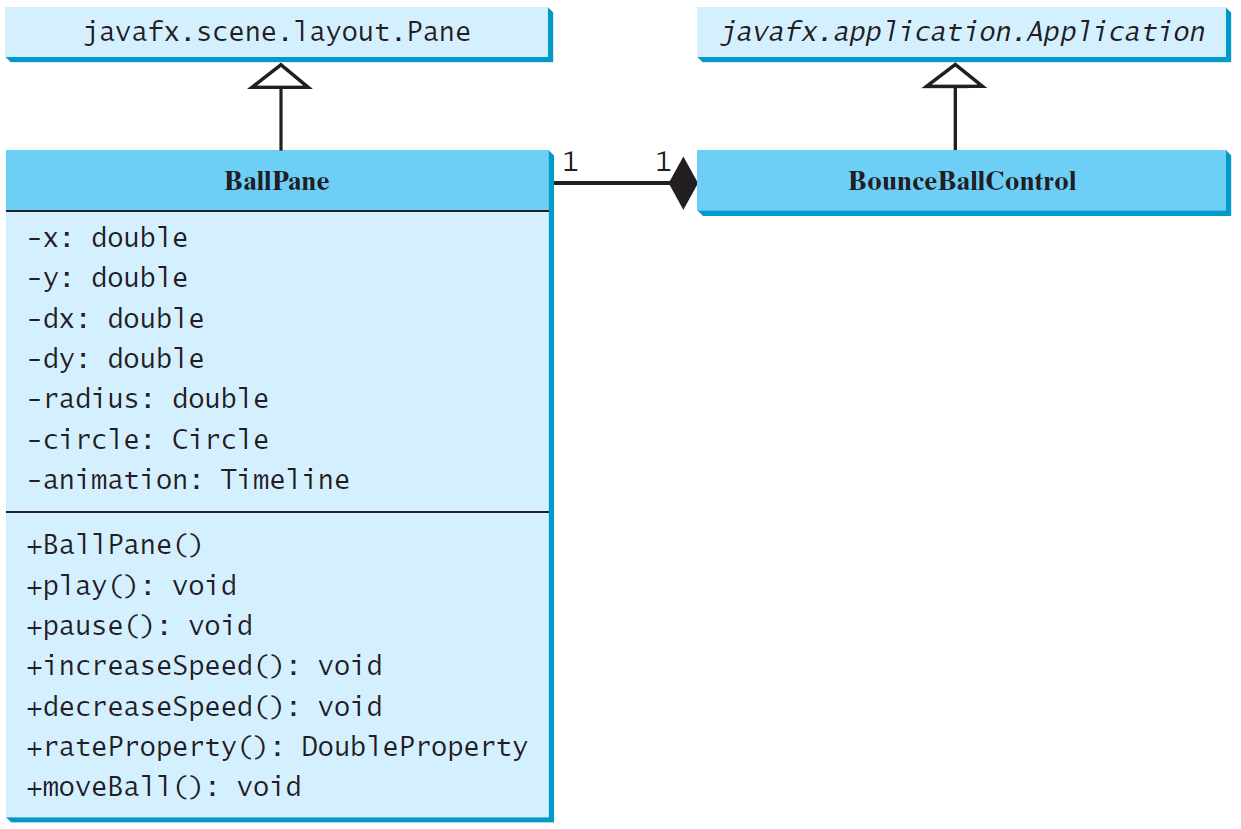 javafx.scene.layout.Pane
javafx.application.Application
BallPane
1
1
BounceBallControl
-x: double
-y: double
-dx: double
-dy: double
-radius: double
-circle: Circle
-animation: Timeline
+BallPane()
+play(): void
+pause(): void
+increaseSpeed(): void
+decreaseSpeed(): void
+rateProperty(): DoubleProperty
+moveBall(): void